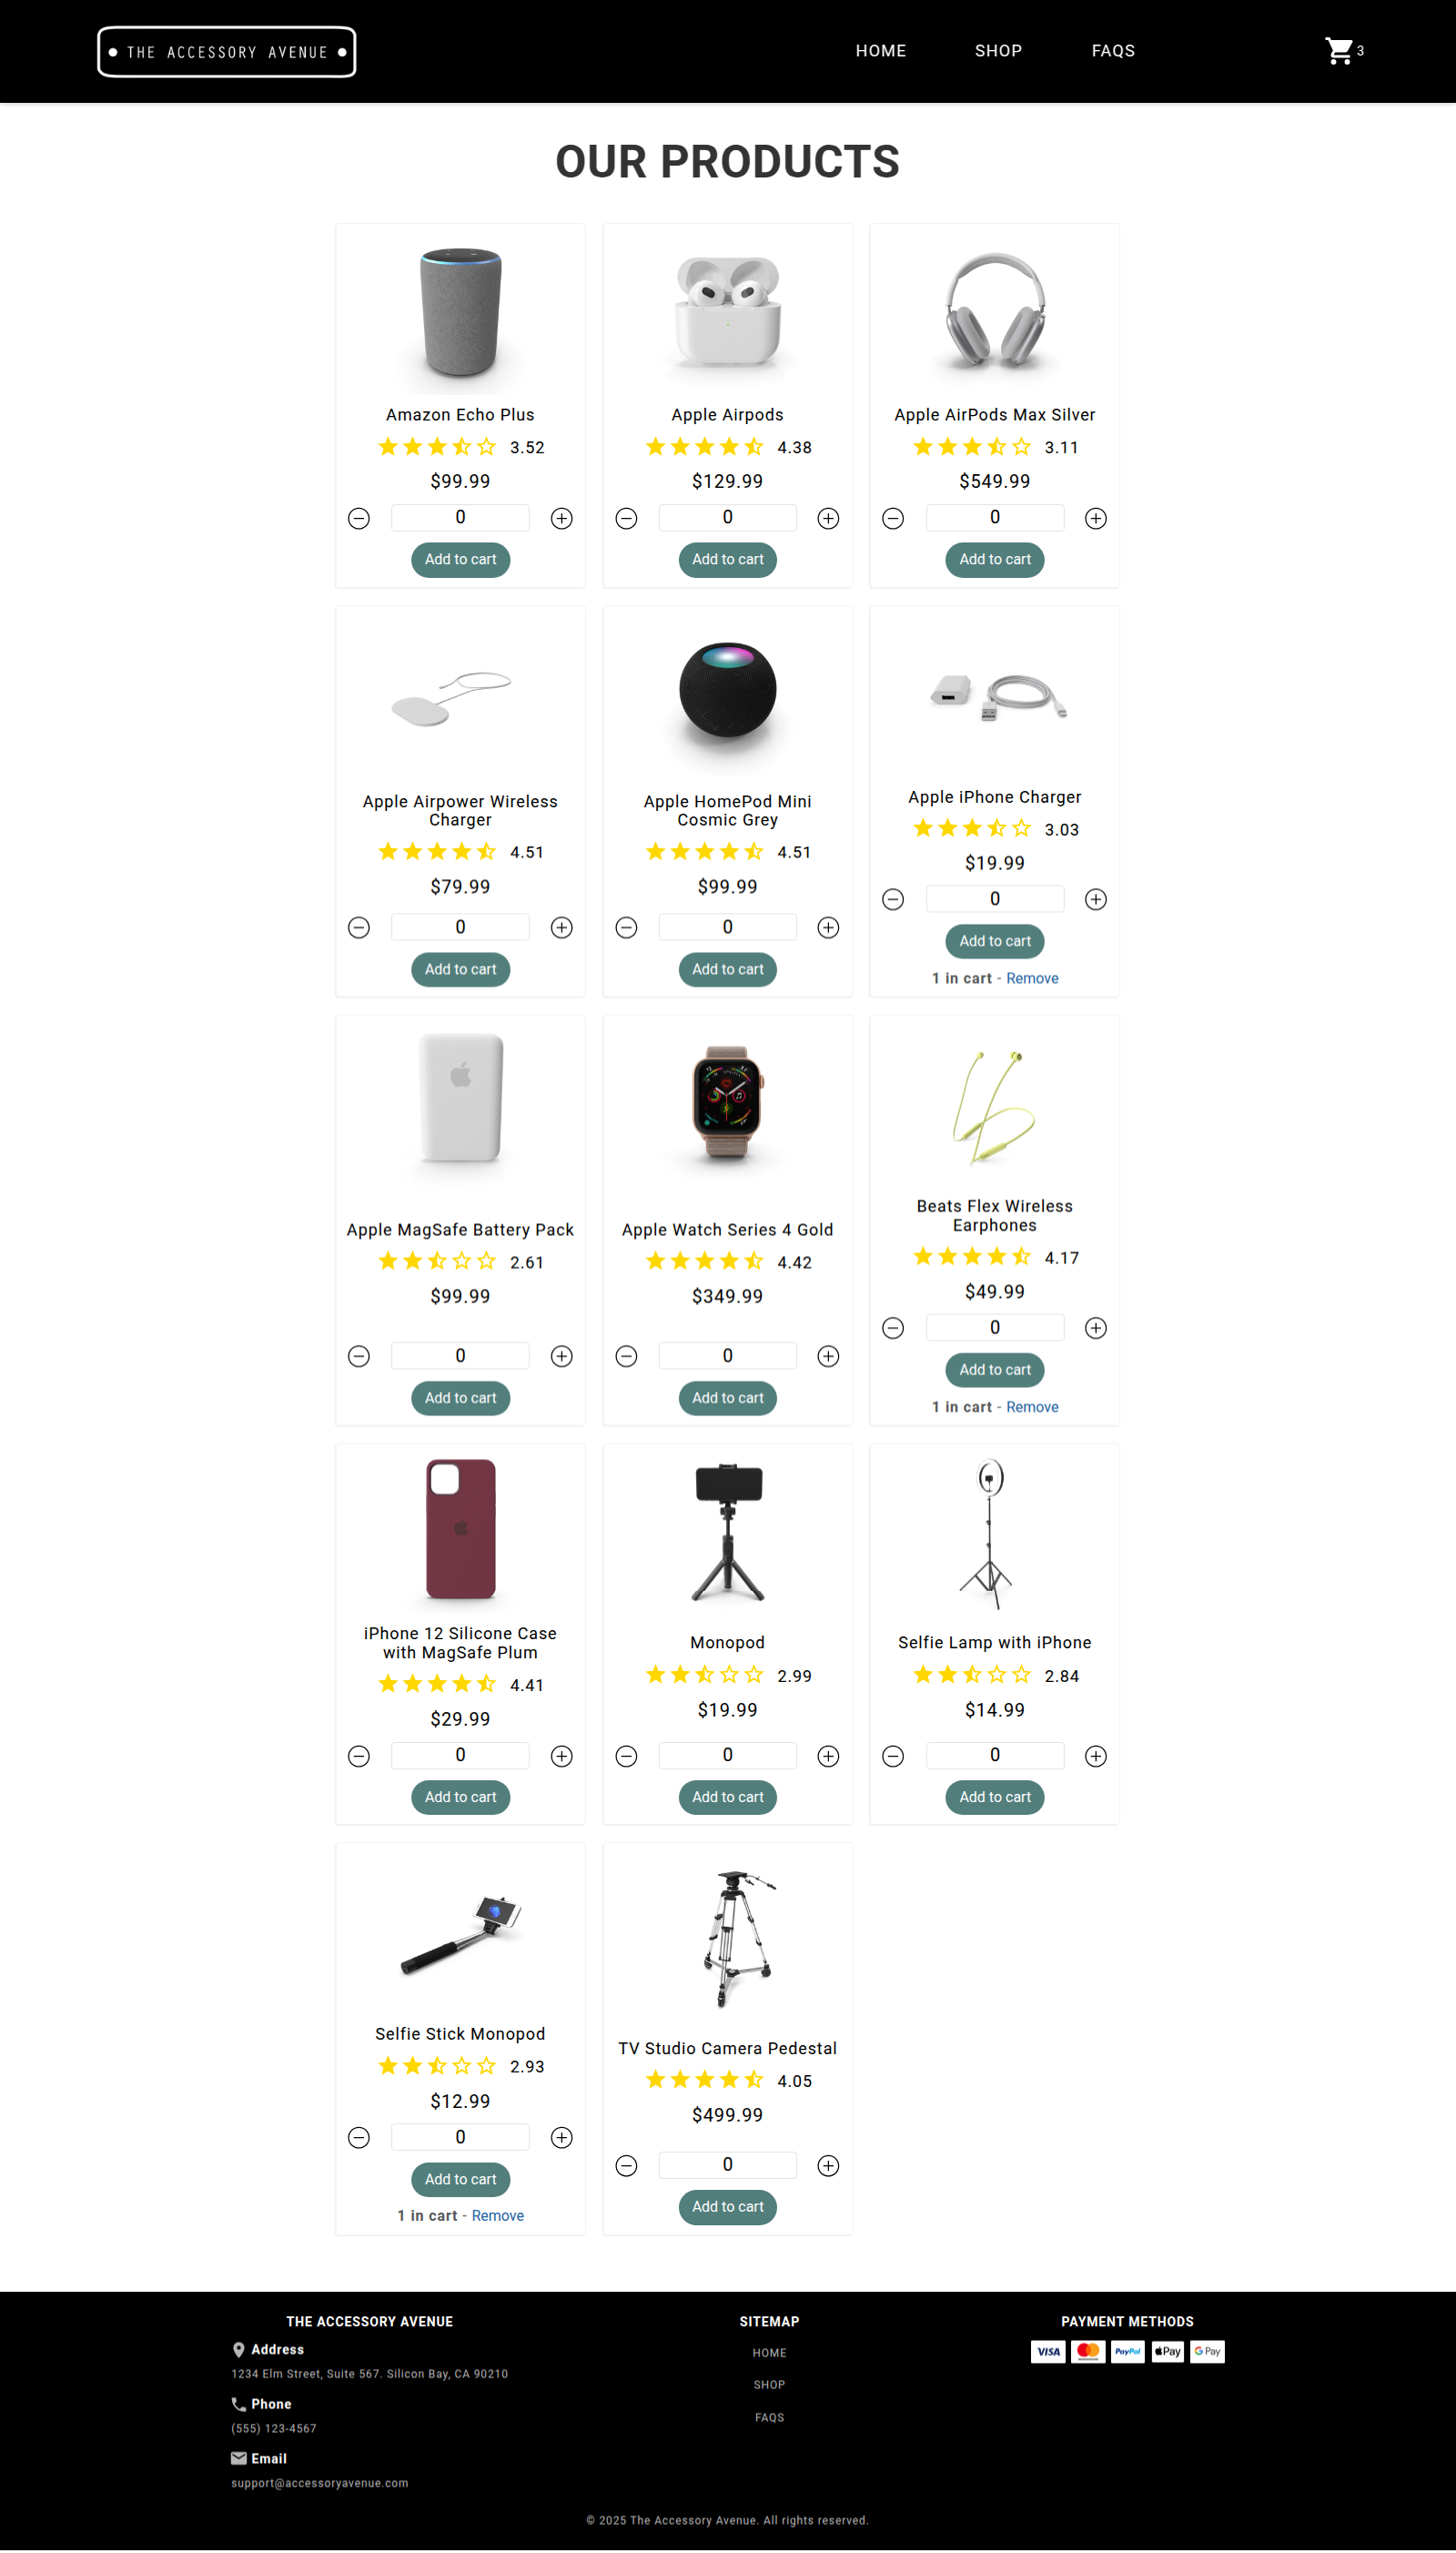 THE ACCESSORY AVENUE
HOME
SHOP
FAQS
3
OUR PRODUCTS
Amazon Echo Plus
3.52
$99.99
0
Add to cart
Apple Airpods
4.38
$129.99
0
Add to cart
Apple AirPods Max Silver
3.11
$549.99
0
Add to cart
Apple Airpower Wireless
Charger
4.51
$79.99
0
Add to cart
Apple HomePod Mini
Cosmic Grey
4.51
$99.99
0
Add to cart
Apple iPhone Charger
3.03
$19.99
0
Add to cart
1 in cart - Remove
Apple MagSafe Battery Pack
2.61
$99.99
0
Add to cart
Apple Watch Series 4 Gold
4.42
$349.99
0
Add to cart
Beats Flex Wireless
Earphones
4.17
$49.99
0
Add to cart
1 in cart - Remove
iPhone 12 Silicone Case
with MagSafe Plum
4.41
$29.99
0
Add to cart
Monopod
2.99
$19.99
0
Add to cart
Selfie Lamp with iPhone
2.84
$14.99
0
Add to cart
Selfie Stick Monopod
2.93
$12.99
0
Add to cart
1 in cart - Remove
TV Studio Camera Pedestal
4.05
$499.99
0
Add to cart
THE ACCESSORY AVENUE
Address
1234 Elm Street, Suite 567. Silicon Bay, CA 90210
Phone
(555) 123-4567
Email
support@accessoryavenue.com
SITEMAP
HOME
SHOP
FAQS
PAYMENT METHODS
VISA
PayPal
Pay
G Pay
© 2025 The Accessory Avenue. All rights reserved.